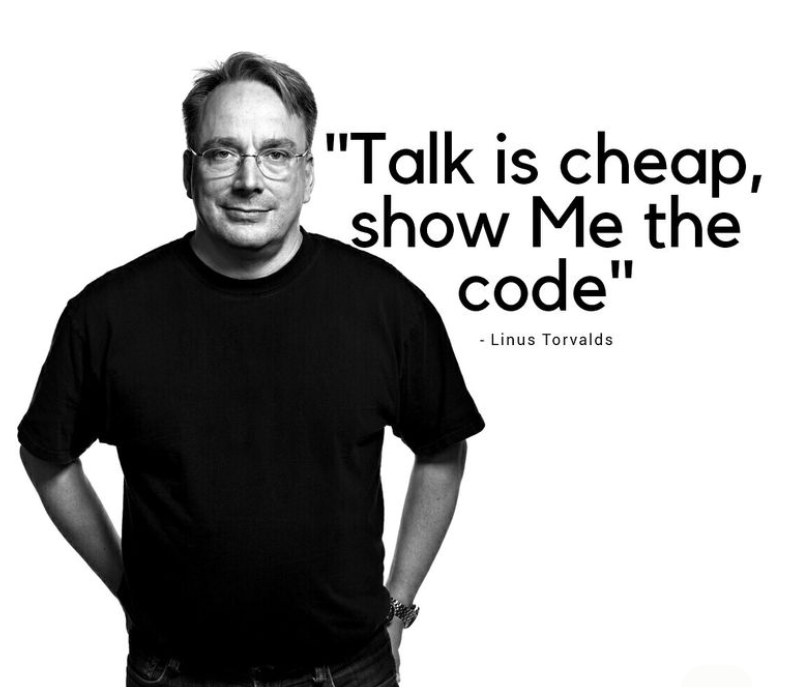 "Talk is cheap,
show Me the
code"
- Linus Torvalds